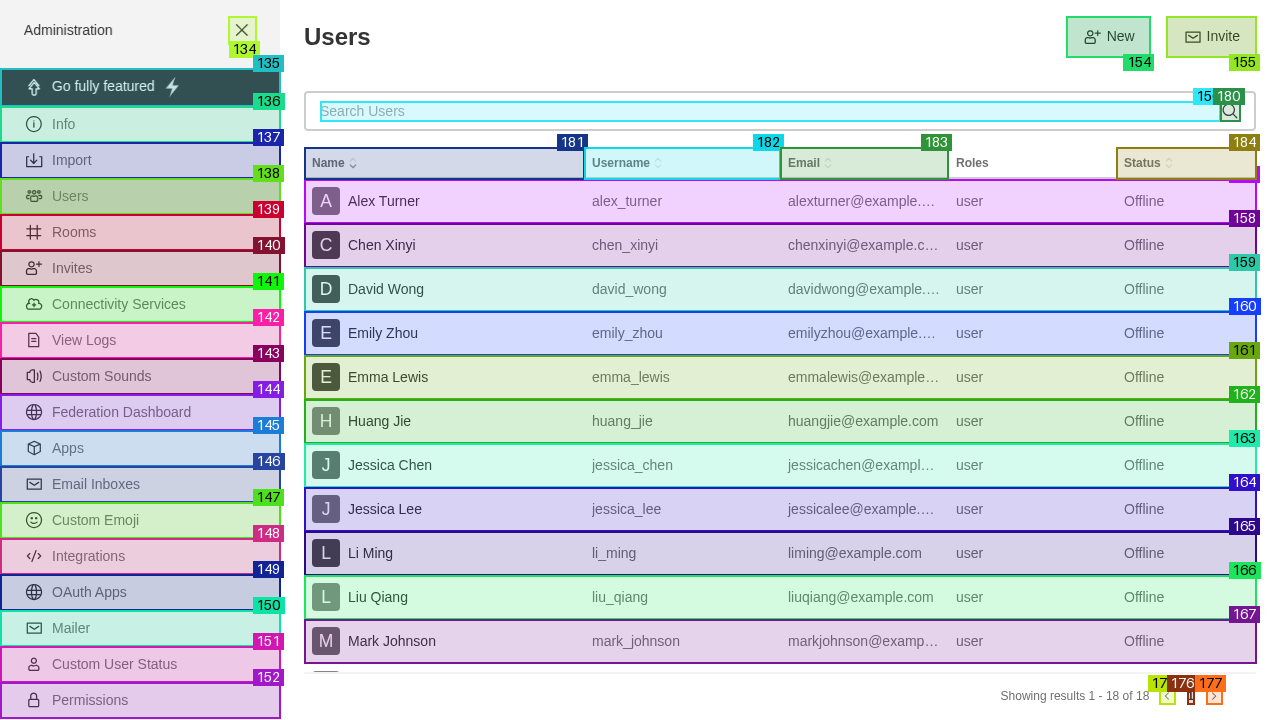 Administration
134
135
Go fully featured
136
Info
137
Import
138
Users
139
Rooms
140
Invites
141
Connectivity Services
142
View Logs
143
Custom Sounds
144
Federation Dashboard
145
Apps
146
Email Inboxes
147
Custom Emoji
148
Integrations
149
OAuth Apps
150
Mailer
151
Custom User Status
152
Permissions
Users
New
Invite
154
155
Search Users
180
181 182 183 184
Name Username Email Roles Status
Alex Turner alex_turner alexturner@example.… user Offline
158
Chen Xinyi chen_xinyi chenxinyi@example.c… user Offline
159
David Wong david_wong davidwong@example.… user Offline
160
Emily Zhou emily_zhou emilyzhou@example.… user Offline
161
Emma Lewis emma_lewis emmalewis@example… user Offline
162
Huang Jie huang_jie huangjie@example.com user Offline
163
Jessica Chen jessica_chen jessicachen@exampl… user Offline
164
Jessica Lee jessica_lee jessicalee@example.… user Offline
165
Li Ming li_ming liming@example.com user Offline
166
Liu Qiang liu_qiang liuqiang@example.com user Offline
167
Mark Johnson mark_johnson markjohnson@examp… user Offline
176 177
Showing results 1 - 18 of 18